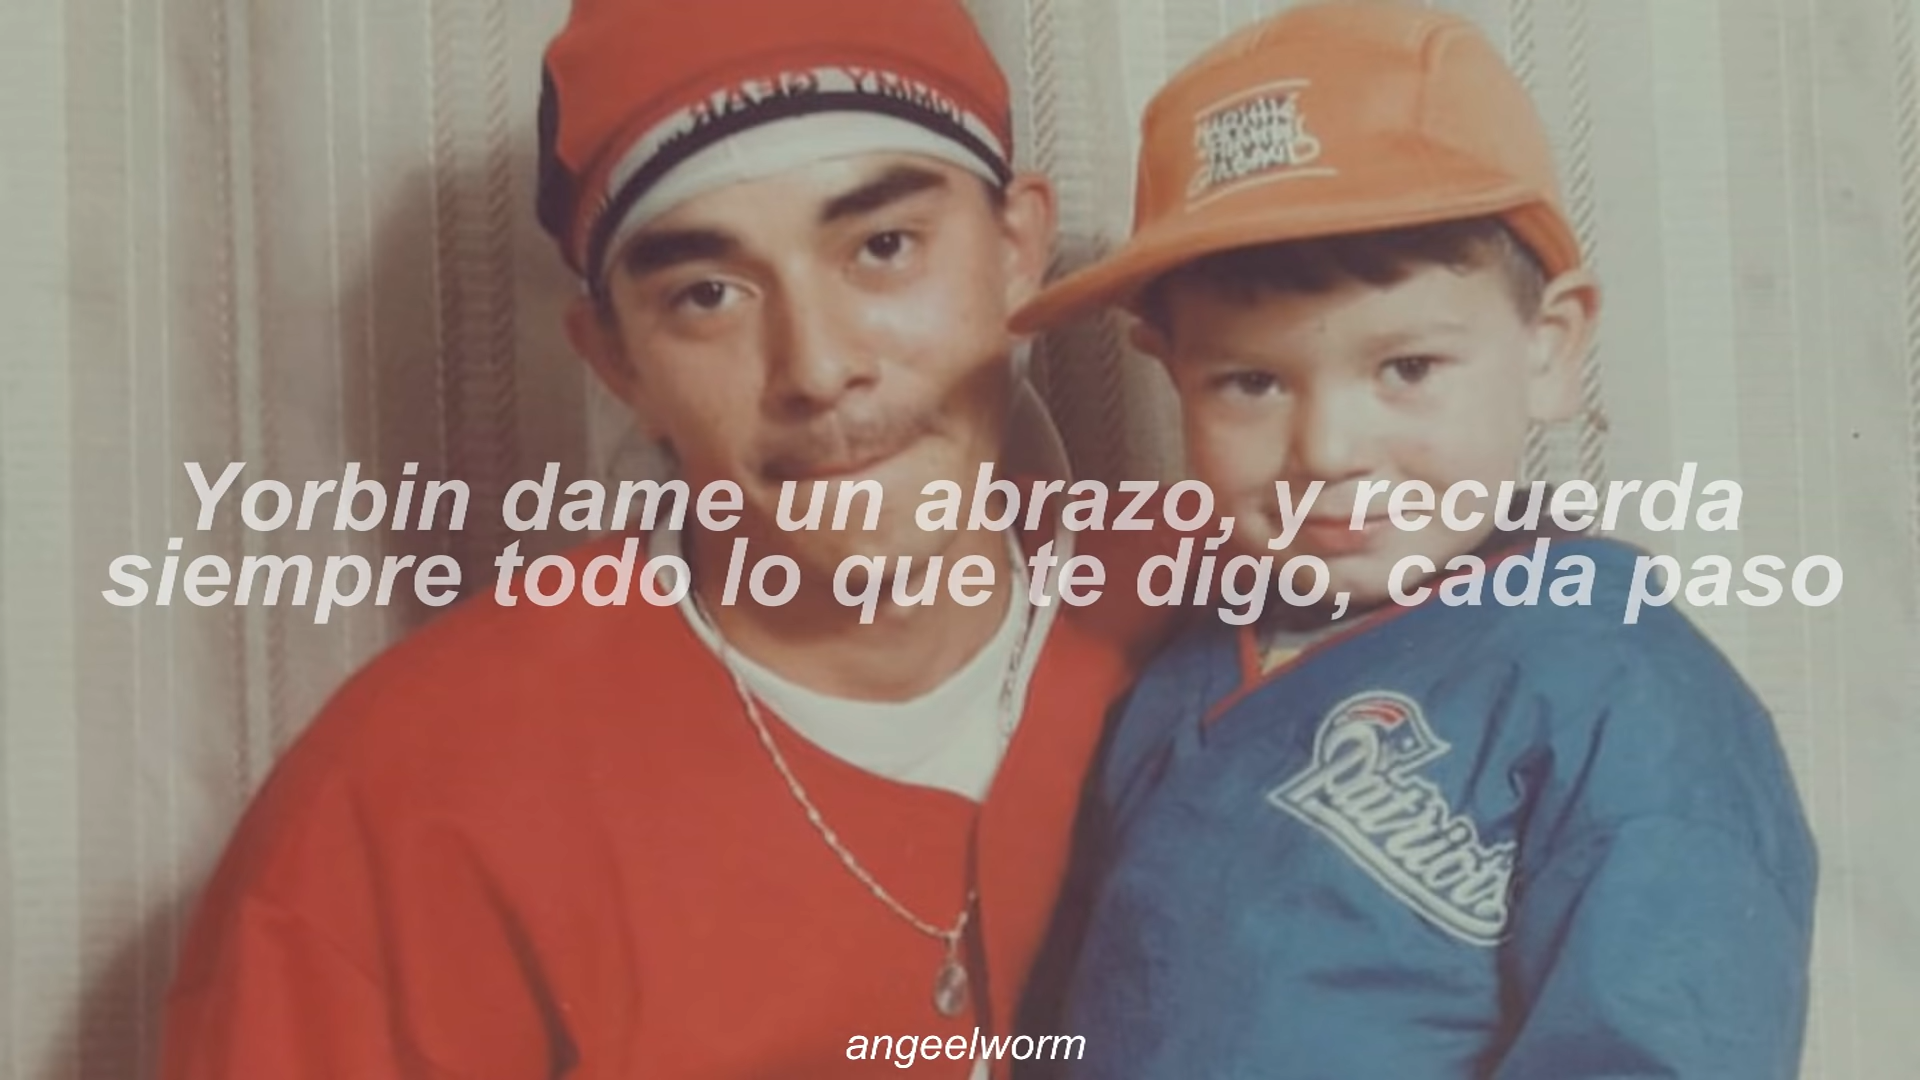 Yorbin dame un abrazo, y recuerda
siempre todo lo que te digo, cada paso
Patriots
angeelworm